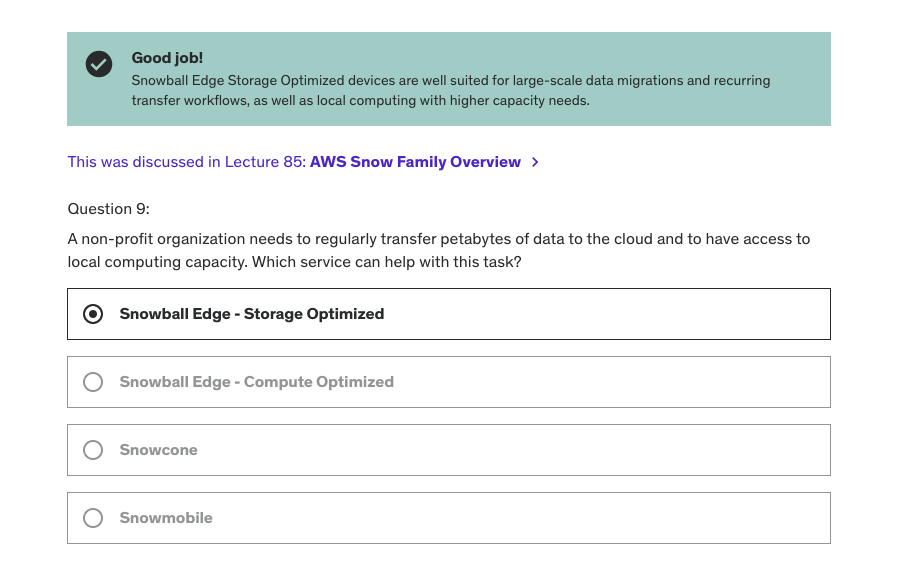 Good job!
Snowball Edge Storage Optimized devices are well suited for large-scale data migrations and recurring
transfer workflows, as well as local computing with higher capacity needs.
This was discussed in Lecture 85: AWS Snow Family Overview
Question 9:
A non-profit organization needs to regularly transfer petabytes of data to the cloud and to have access to
local computing capacity. Which service can help with this task?
Snowball Edge - Storage Optimized
Snowball Edge - Compute Optimized
Snowcone
Snowmobile